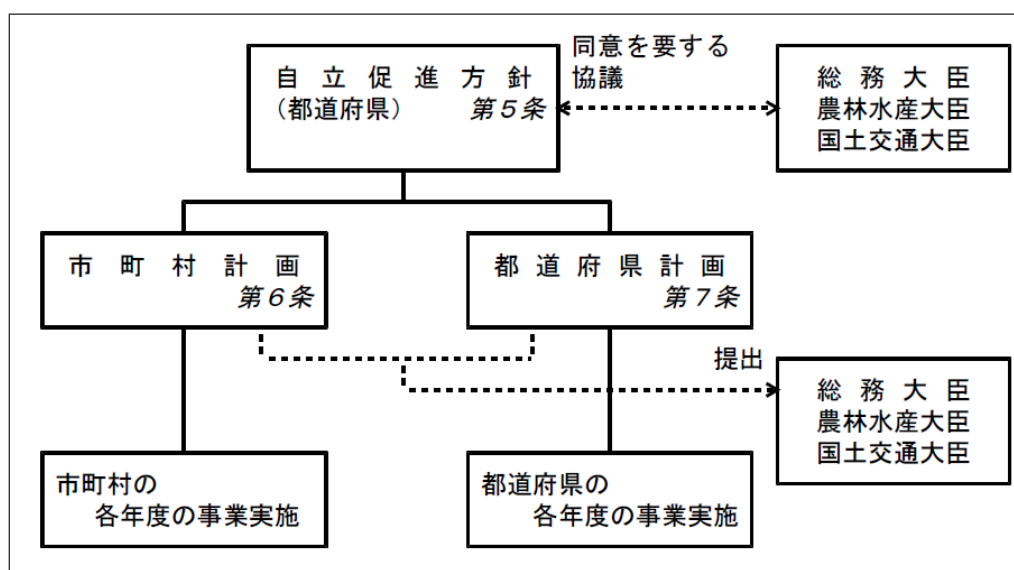 自立促進方針
(都道府県) 第5条
同意を要する
協議
総務大臣
農林水産大臣
国土交通大臣
市町村計画
第6条
都道府県計画
第7条
提出
総務大臣
農林水産大臣
国土交通大臣
市町村の
各年度の事業実施
都道府県の
各年度の事業実施